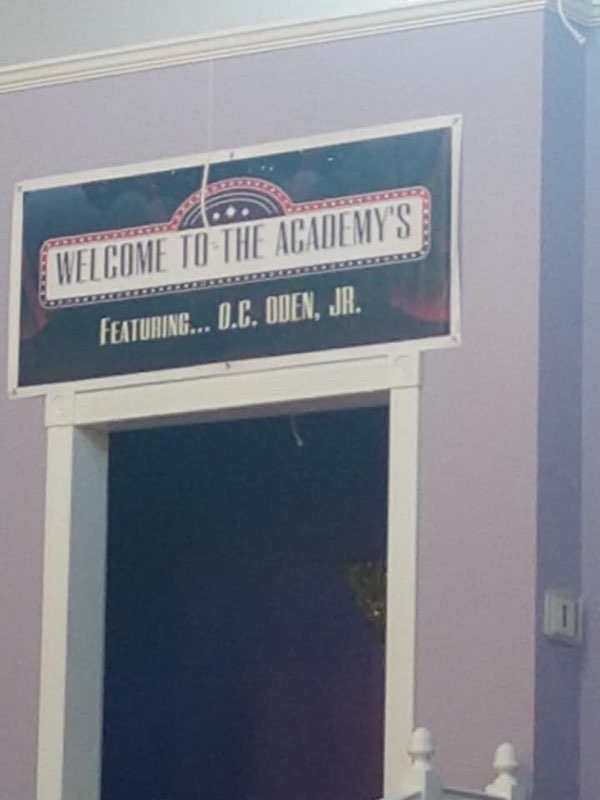 WELCOME TO THE ACADEMY'S
FEATURING... O.C. ODEN, JR.